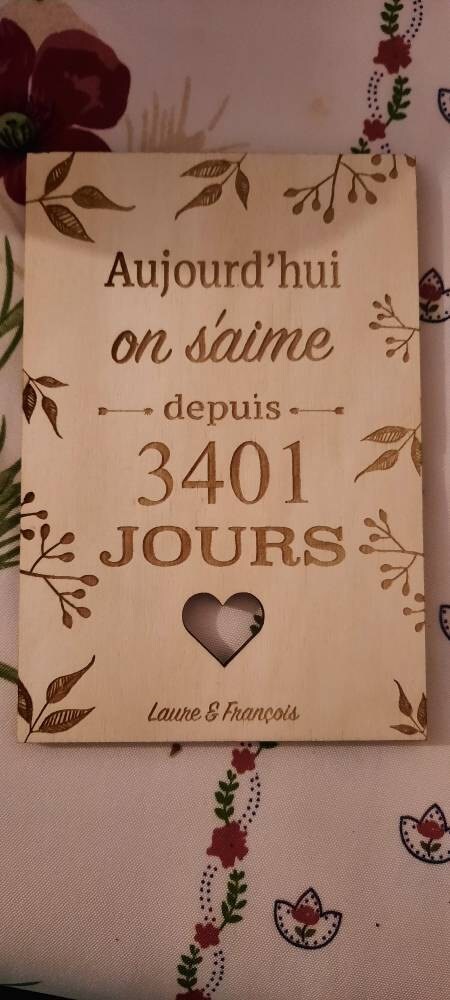 Aujourd'hui
on s'aime
depuis
3401
JOURS
Laure & François